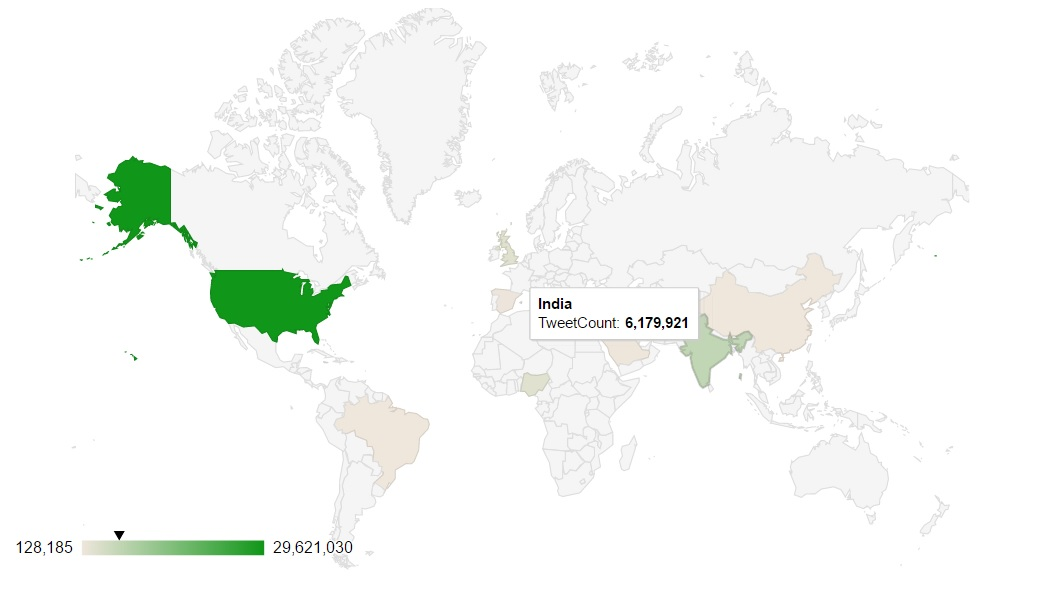 India
TweetCount: 6,179,921
128,185
29,621,030